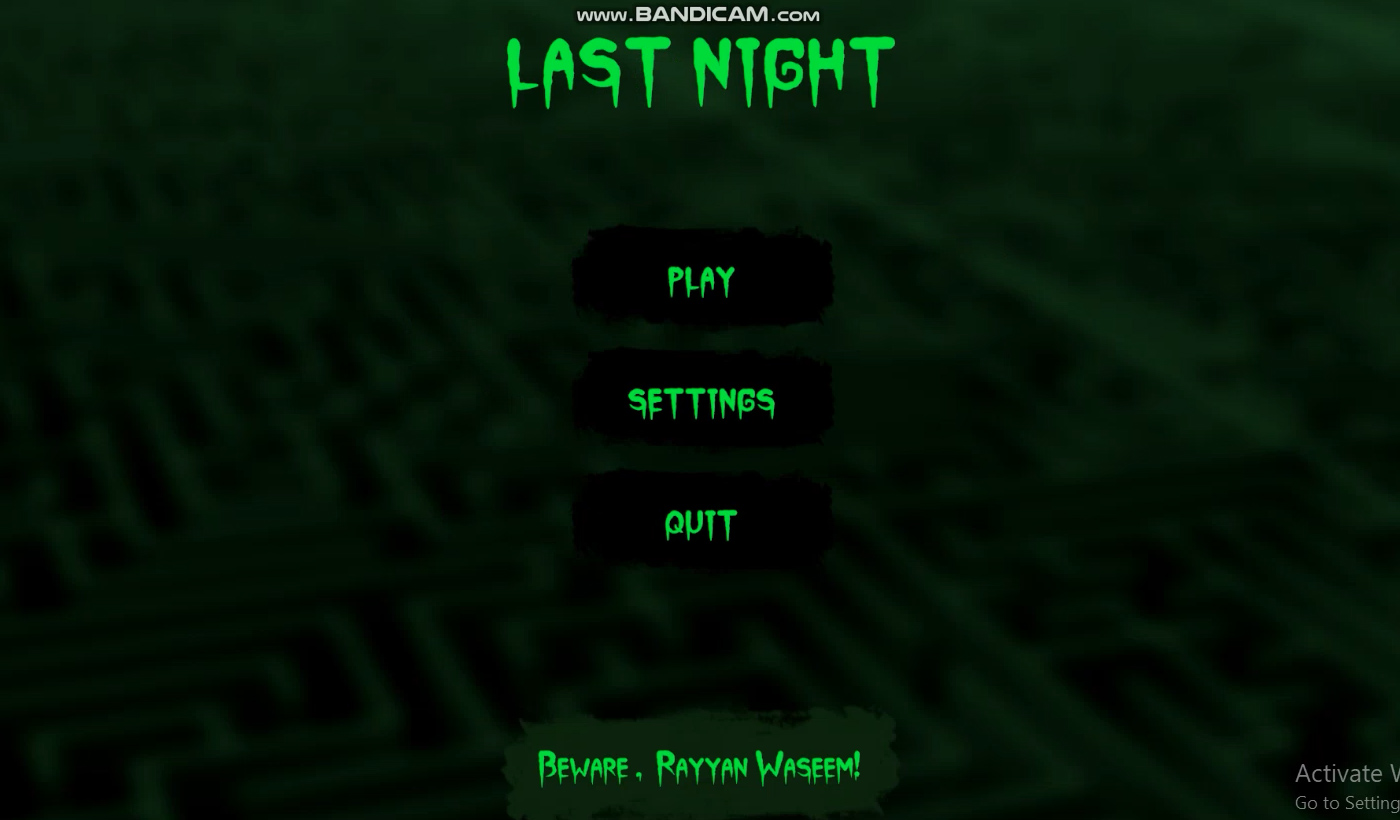 www.BANDICAM.com
LAST NIGHT
PLAY
SETTINGS
QUIT
BEWARE , RAYYAN WASEEM!
Activate W
Go to Setting